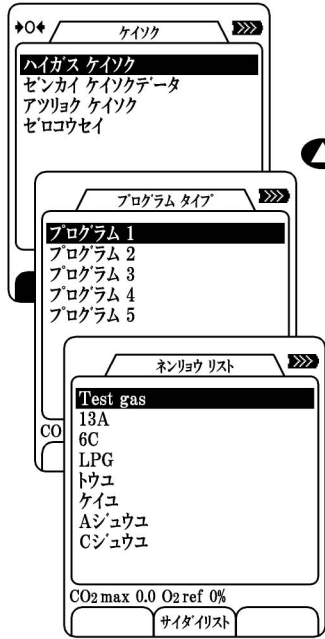 ケイソク
ハイガス ケイソク
ゼンカイ ケイソクデータ
アツリョク ケイソク
ゼロコウセイ
プログラム タイプ
プログラム 1
プログラム 2
プログラム 3
プログラム 4
プログラム 5
CO
ネンリョウ リスト
Test gas
13A
6C
LPG
トウユ
ケイユ
Aジュウユ
Cジュウユ
CO2 max 0.0 O2 ref 0%
サイダイリスト